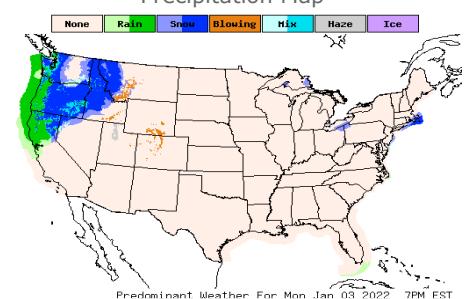 Precipitation Map
None Rain Snow Blowing Mix Haze Ice
Predominant Weather For Mon Jan 03 2022 7PM EST